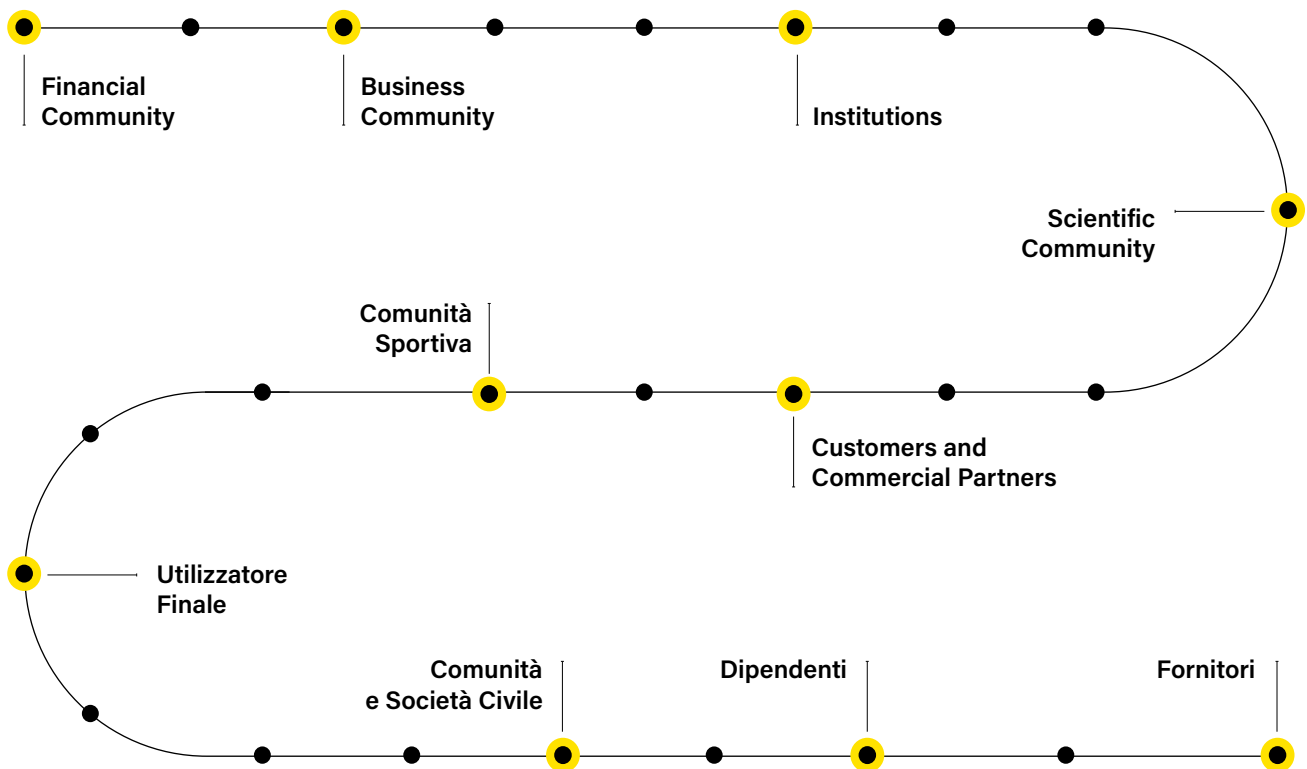 Financial
Community
Business
Community
Institutions
Scientific
Community
Comunità
Sportiva
Customers and
Commercial Partners
Utilizzatore
Finale
Comunità
e Società Civile
Dipendenti
Fornitori